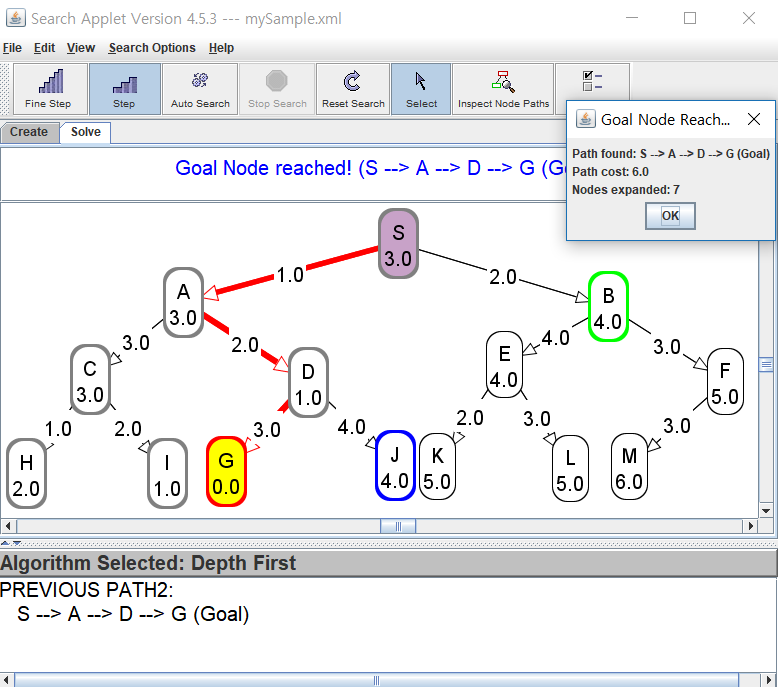 Search Applet Version 4.5.3 --- mySample.xml
File Edit View Search Options Help
Fine Step
Step
Auto Search
Stop Search
Reset Search
Select
Inspect Node Paths
Create
Solve
Goal Node reached! (S --> A --> D --> G (Go
Goal Node Reach...
Path found: S --> A --> D --> G (Goal)
Path cost: 6.0
Nodes expanded: 7
OK
S
3.0
1.0
2.0
A
3.0
B
4.0
3.0
2.0
4.0
3.0
C
3.0
D
1.0
E
4.0
F
5.0
1.0
2.0
3.0
4.0
2.0
3.0
3.0
H
2.0
I
1.0
G
0.0
J
4.0
K
5.0
L
5.0
M
6.0
Algorithm Selected: Depth First
PREVIOUS PATH2:
S --> A --> D --> G (Goal)